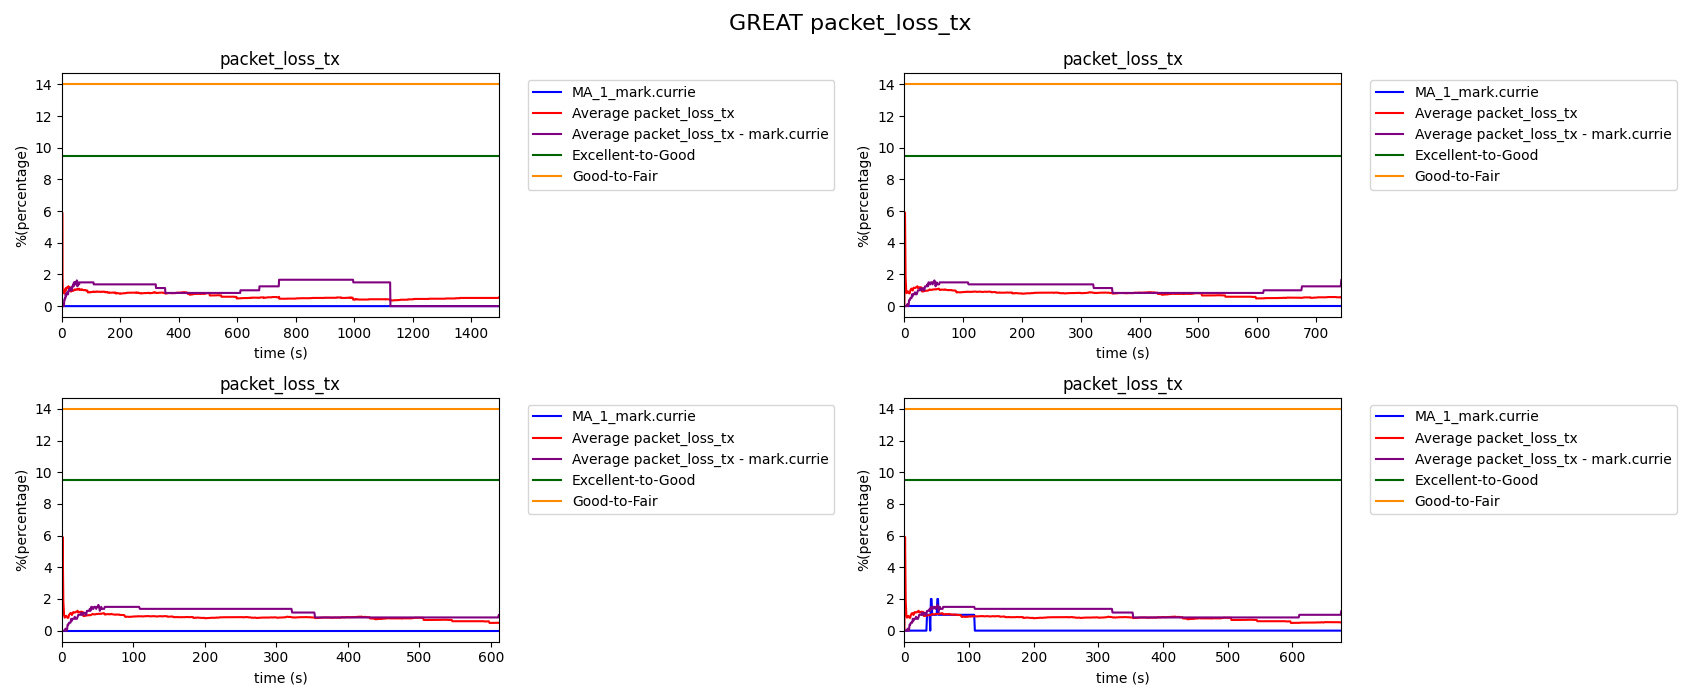 GREAT packet_loss_tx
packet_loss_tx
14
12
10
8
6
4
2
0
%(percentage)
0 200 400 600 800 1000 1200 1400
time (s)
MA_1_mark.currie
Average packet_loss_tx
Average packet_loss_tx - mark.currie
Excellent-to-Good
Good-to-Fair
packet_loss_tx
14
12
10
8
6
4
2
0
%(percentage)
0 100 200 300 400 500 600 700
time (s)
MA_1_mark.currie
Average packet_loss_tx
Average packet_loss_tx - mark.currie
Excellent-to-Good
Good-to-Fair
packet_loss_tx
14
12
10
8
6
4
2
0
%(percentage)
0 100 200 300 400 500 600
time (s)
MA_1_mark.currie
Average packet_loss_tx
Average packet_loss_tx - mark.currie
Excellent-to-Good
Good-to-Fair
packet_loss_tx
14
12
10
8
6
4
2
0
%(percentage)
0 100 200 300 400 500 600
time (s)
MA_1_mark.currie
Average packet_loss_tx
Average packet_loss_tx - mark.currie
Excellent-to-Good
Good-to-Fair